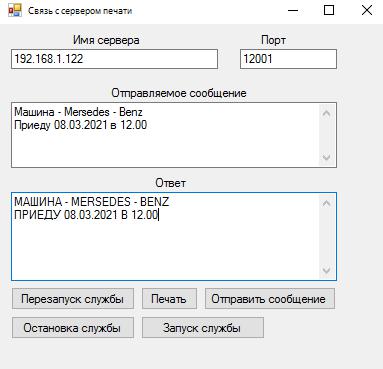 Связь с сервером печати
Имя сервера Порт
192.168.1.122 12001
Отправляемое сообщение
Машина - Mersedes - Benz
Приеду 08.03.2021 в 12.00
Ответ
МАШИНА - MERSEDES - BENZ
ПРИЕДУ 08.03.2021 В 12.00
Перезапуск службы Печать Отправить сообщение
Остановка службы Запуск службы